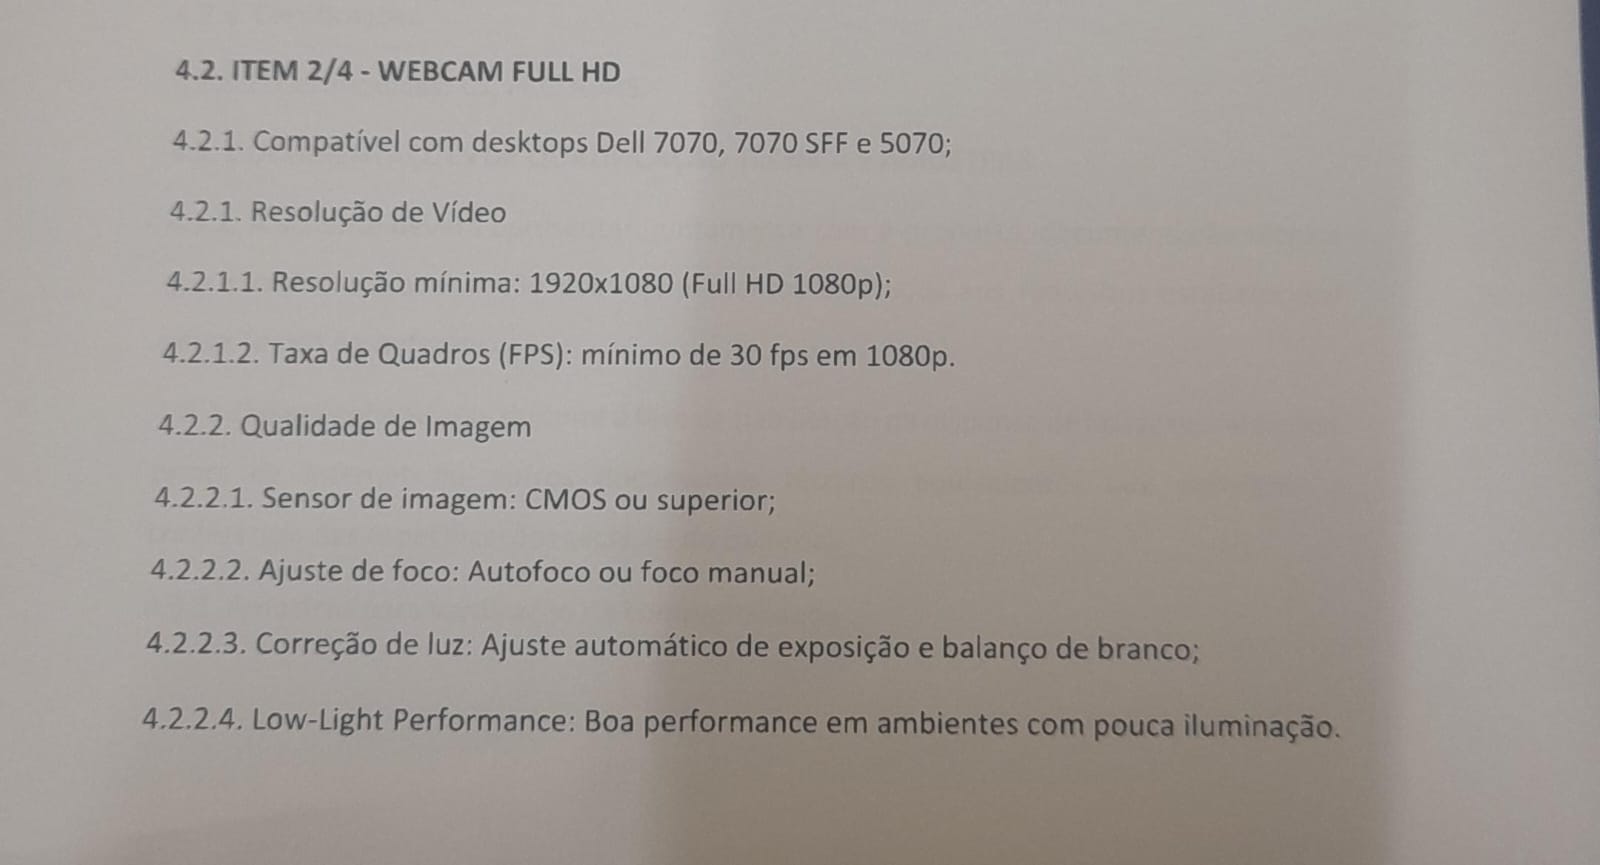 4.2. ITEM 2/4 - WEBCAM FULL HD
4.2.1. Compatível com desktops Dell 7070, 7070 SFF e 5070;
4.2.1. Resolução de Vídeo
4.2.1.1. Resolução mínima: 1920x1080 (Full HD 1080p);
4.2.1.2. Taxa de Quadros (FPS): mínimo de 30 fps em 1080p.
4.2.2. Qualidade de Imagem
4.2.2.1. Sensor de imagem: CMOS ou superior;
4.2.2.2. Ajuste de foco: Autofoco ou foco manual;
4.2.2.3. Correção de luz: Ajuste automático de exposição e balanço de branco;
4.2.2.4. Low-Light Performance: Boa performance em ambientes com pouca iluminação.